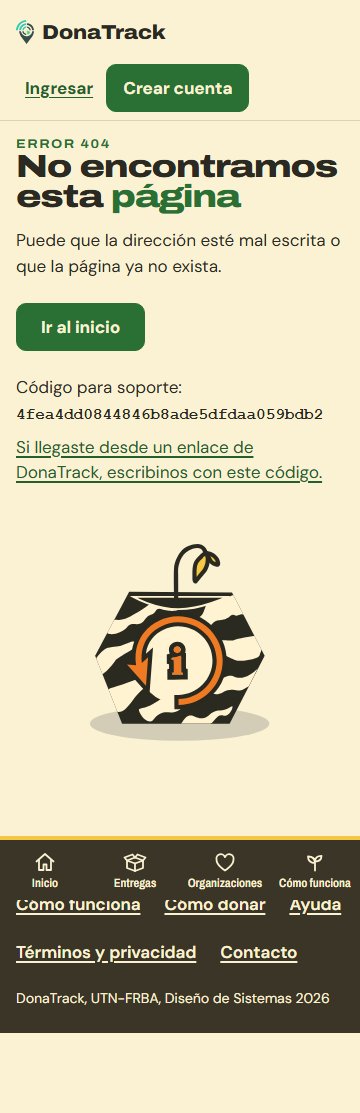 DonaTrack
Ingresar Crear cuenta
ERROR 404
No encontramos
esta página
Puede que la dirección esté mal escrita o
que la página ya no exista.
Ir al inicio
Código para soporte:
4fea4dd0844846b8ade5dfdaa059bdb2
Si llegaste desde un enlace de
DonaTrack, escribinos con este código.
i
Inicio Entregas Organizaciones Cómo funciona
Cómo funciona Cómo donar Ayuda
Términos y privacidad Contacto
DonaTrack, UTN-FRBA, Diseño de Sistemas 2026